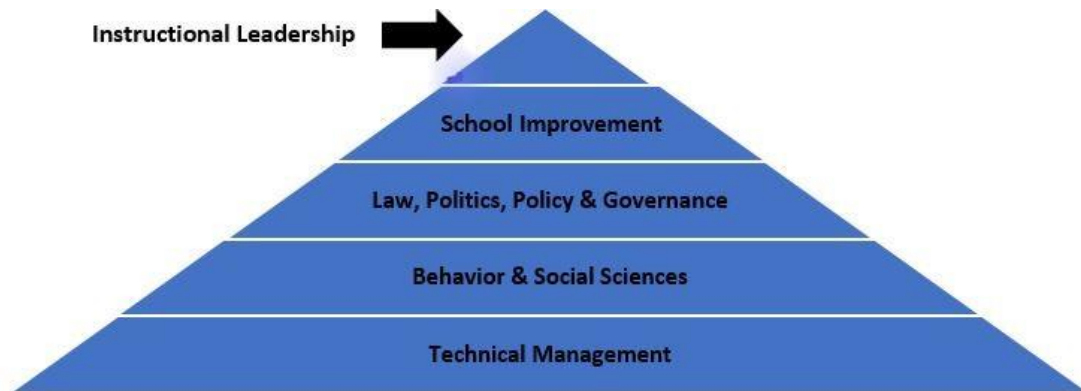 Instructional Leadership
School Improvement
Law, Politics, Policy & Governance
Behavior & Social Sciences
Technical Management